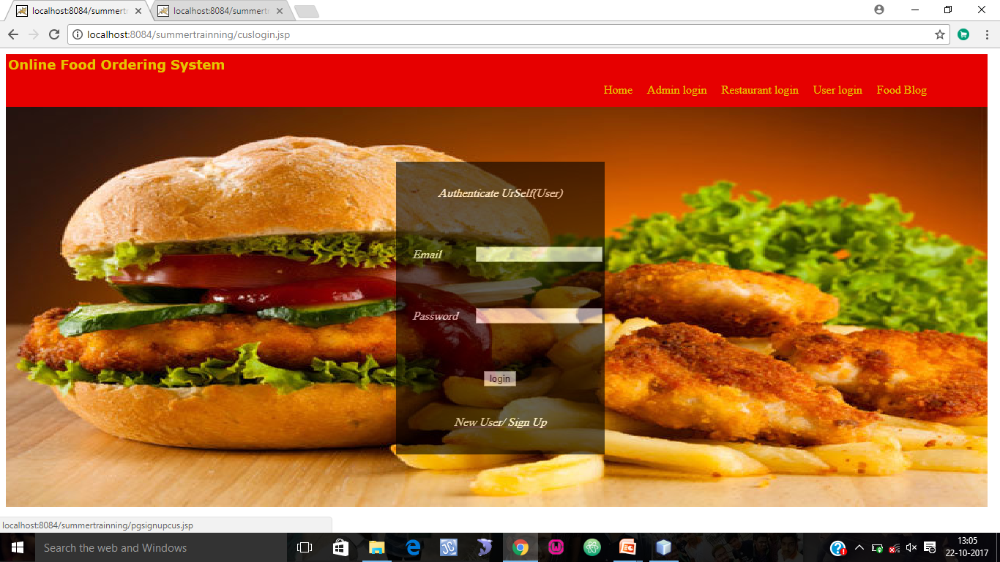 localhost:8084/summertr
localhost:8084/summertr
localhost:8084/summertrainning/cuslogin.jsp
Online Food Ordering System
Home Admin login Restaurant login User login Food Blog
Authenticate UrSelf(User)
Email
Password
login
New User/ Sign Up
localhost:8084/summertrainning/pgsignupcus.jsp
Search the web and Windows
13:05
22-10-2017